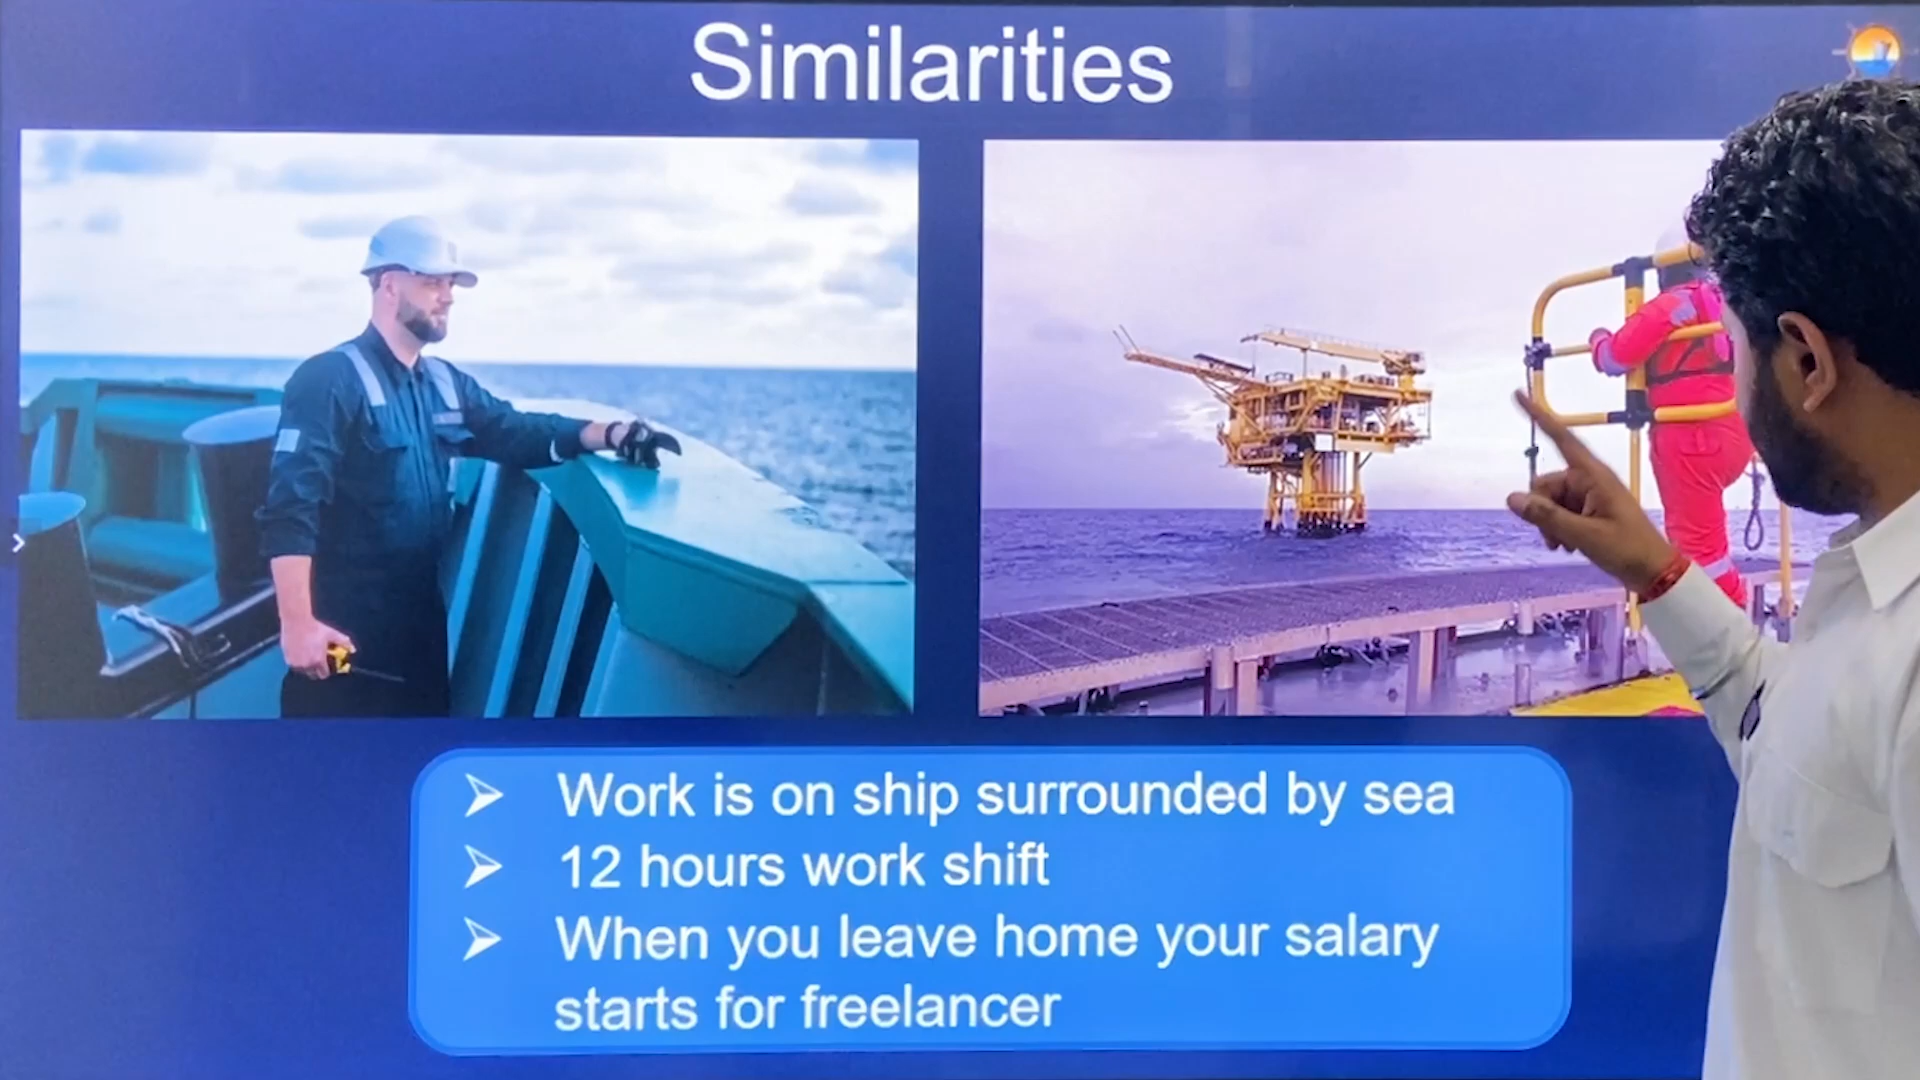 Similarities
Work is on ship surrounded by sea
12 hours work shift
When you leave home your salary
starts for freelancer